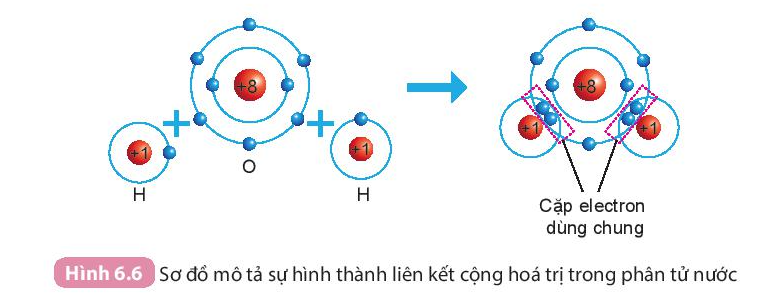 +8
+1
+1
H
O
H
+8
+1
+1
Cặp electron
dùng chung
Hình 6.6 Sơ đồ mô tả sự hình thành liên kết cộng hoá trị trong phân tử nước